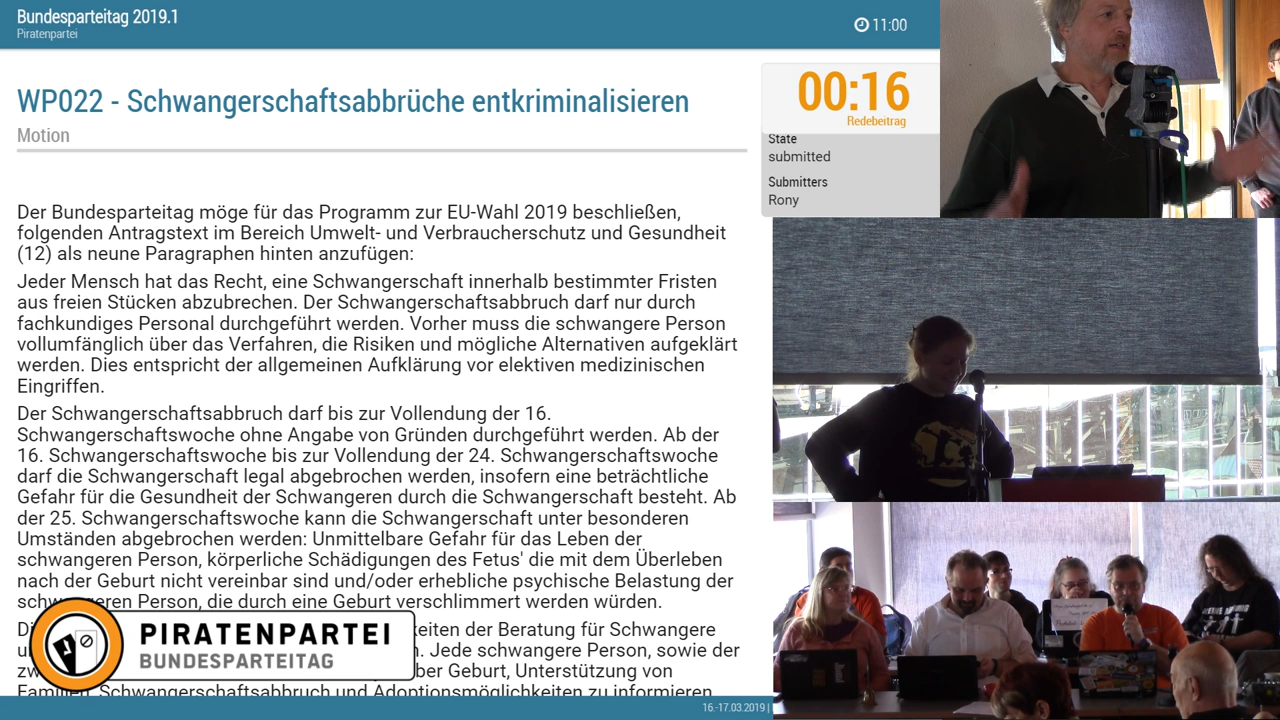 Bundesparteitag 2019.1
Piratenpartei
11:00
WP022 - Schwangerschaftsabbrüche entkriminalisieren
Motion
00:16
Redebeitrag
State
submitted
Submitters
Rony
Der Bundesparteitag möge für das Programm zur EU-Wahl 2019 beschließen,
folgenden Antragstext im Bereich Umwelt- und Verbraucherschutz und Gesundheit
(12) als neune Paragraphen hinten anzufügen:
Jeder Mensch hat das Recht, eine Schwangerschaft innerhalb bestimmter Fristen
aus freien Stücken abzubrechen. Der Schwangerschaftsabbruch darf nur durch
fachkundiges Personal durchgeführt werden. Vorher muss die schwangere Person
vollumfänglich über das Verfahren, die Risiken und mögliche Alternativen aufgeklärt
werden. Dies entspricht der allgemeinen Aufklärung vor elektiven medizinischen
Eingriffen.
Der Schwangerschaftsabbruch darf bis zur Vollendung der 16.
Schwangerschaftswoche ohne Angabe von Gründen durchgeführt werden. Ab der
16. Schwangerschaftswoche bis zur Vollendung der 24. Schwangerschaftswoche
darf die Schwangerschaft legal abgebrochen werden, insofern eine beträchtliche
Gefahr für die Gesundheit der Schwangeren durch die Schwangerschaft besteht. Ab
der 25. Schwangerschaftswoche kann die Schwangerschaft unter besonderen
Umständen abgebrochen werden: Unmittelbare Gefahr für das Leben der
schwangeren Person, körperliche Schädigungen des Fetus' die mit dem Überleben
nach der Geburt nicht vereinbar sind und/oder erhebliche psychische Belastung der
schwangeren Person, die durch eine Geburt verschlimmert werden würden.
keiten der Beratung für Schwangere
Jede schwangere Person, sowie der
ber Geburt, Unterstützung von
Familien, Schwangerschaftsabbruch und Adoptionsmöglichkeiten zu informieren
PIRATENPARTEI
BUNDESPARTEITAG
16.-17.03.2019 |